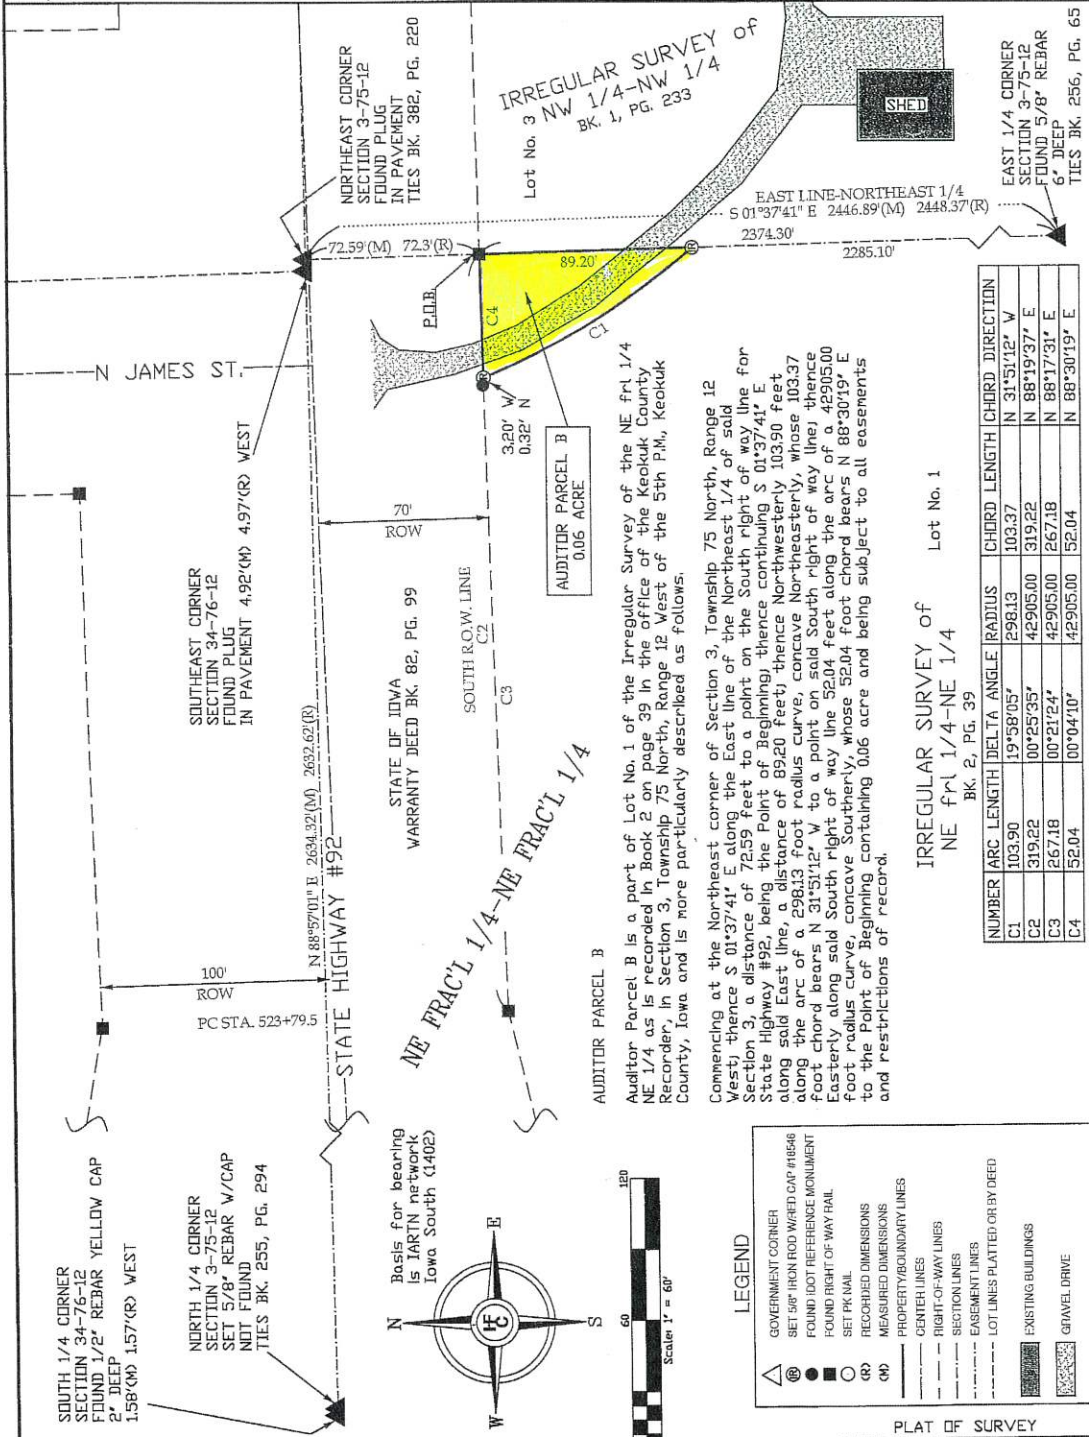 SOUTH 1/4 CORNER
SECTION 34-76-12
FOUND 1/2" REBAR YELLOW CAP
2" DEEP
1.58'(M) 1.57'(R) WEST
NORTH 1/4 CORNER
SECTION 3-75-12
SET 5/8" REBAR W/CAP
NOT FOUND
TIES BK. 255, PG. 294
100'
ROW
PC STA. 523+79.5
N 88°57'01" E 2634.32'(M) 2632.62'(R)
STATE HIGHWAY #92
SOUTHEAST CORNER
SECTION 34-76-12
FOUND PLUG
IN PAVEMENT 4.92'(M) 4.97'(R) WEST
N JAMES ST.
NORTHEAST CORNER
SECTION 3-75-12
FOUND PLUG
IN PAVEMENT
TIES BK. 382, PG. 220
STATE OF IOWA
WARRANTY DEED BK. 82, PG. 99
70'
ROW
SOUTH R.O.W. LINE
C2
C3
NE FRAC'L 1/4-NE FRAC'L 1/4
72.59'(M) 72.3'(R)
P.O.B.
C4
89.20'
C1
3.20' W
0.32' N
AUDITOR PARCEL B
0.06 ACRE
IRREGULAR SURVEY of
NW 1/4-NW 1/4
BK. 1, PG. 233
Lot No. 3
SHED
EAST LINE-NORTHEAST 1/4
S 01°37'41" E 2446.89'(M) 2448.37'(R)
2374.30'
2285.10'
EAST 1/4 CORNER
SECTION 3-75-12
FOUND 5/8" REBAR
6" DEEP
TIES BK. 256, PG. 65
Basis for bearing
is IARTN network
Iowa South (1402)
N
E
S
W
HFC
60
120
Scale: 1" = 60'
AUDITOR PARCEL B
Auditor Parcel B is a part of Lot No. 1 of the Irregular Survey of the NE frl 1/4
NE 1/4 as is recorded in Book 2 on page 39 in the office of the Keokuk County
Recorder, in Section 3, Township 75 North, Range 12 West of the 5th P.M., Keokuk
County, Iowa and is more particularly described as follows.
Commencing at the Northeast corner of Section 3, Township 75 North, Range 12
West; thence S 01°37'41" E along the East line of the Northeast 1/4 of said
Section 3, a distance of 72.59 feet to a point on the South right of way line for
State Highway #92, being the Point of Beginning; thence continuing S 01°37'41" E
along said East line, a distance of 89.20 feet; thence Northwesterly 103.90 feet
along the arc of a 298.13 foot radius curve, concave Northeasterly, whose 103.37
foot chord bears N 31°51'12" W to a point on said South right of way line; thence
Easterly along said South right of way line 52.04 feet along the arc of a 42905.00
foot radius curve, concave Southerly, whose 52.04 foot chord bears N 88°30'19" E
to the Point of Beginning containing 0.06 acre and being subject to all easements
and restrictions of record.
IRREGULAR SURVEY of
NE frl 1/4-NE 1/4
BK. 2, PG. 39
Lot No. 1
NUMBER ARC LENGTH DELTA ANGLE RADIUS CHORD LENGTH CHORD DIRECTION
C1 103.90 19°58'05" 298.13 103.37 N 31°51'12" W
C2 319.22 00°25'35" 42905.00 319.22 N 88°19'37" E
C3 267.18 00°21'24" 42905.00 267.18 N 88°17'31" E
C4 52.04 00°04'10" 42905.00 52.04 N 88°30'19" E
LEGEND
GOVERNMENT CORNER
SET 5/8" IRON ROD W/RED CAP #18546
FOUND IDOT REFERENCE MONUMENT
FOUND RIGHT OF WAY RAIL
SET PK NAIL
(R) RECORDED DIMENSIONS
(M) MEASURED DIMENSIONS
PROPERTY/BOUNDARY LINES
CENTER LINES
RIGHT-OF-WAY LINES
SECTION LINES
EASEMENT LINES
LOT LINES PLATTED OR BY DEED
EXISTING BUILDINGS
GRAVEL DRIVE
PLAT OF SURVEY